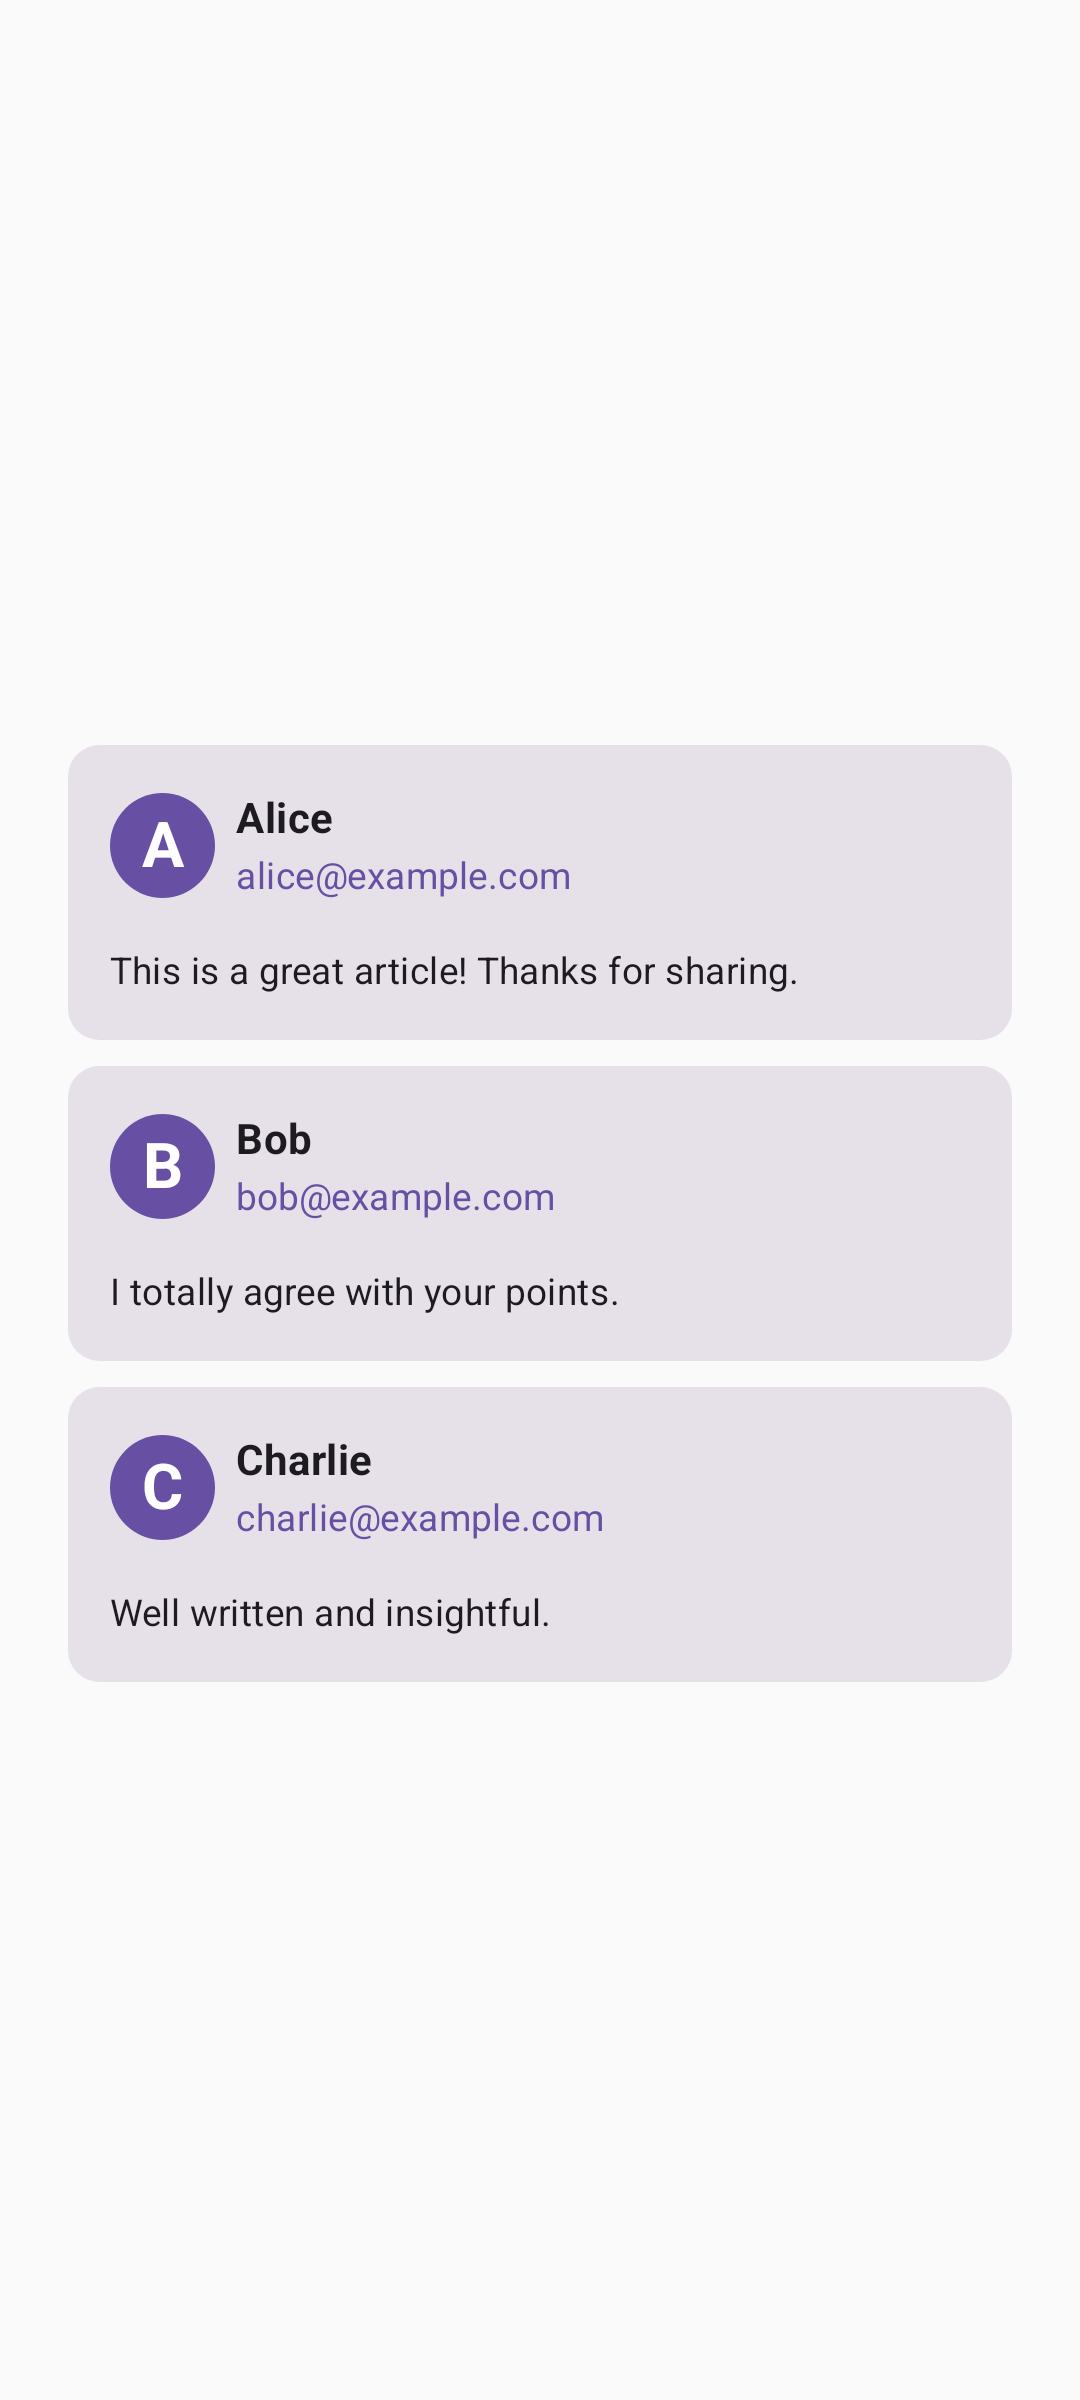 A
Alice
alice@example.com
This is a great article! Thanks for sharing.
B
Bob
bob@example.com
I totally agree with your points.
C
Charlie
charlie@example.com
Well written and insightful.